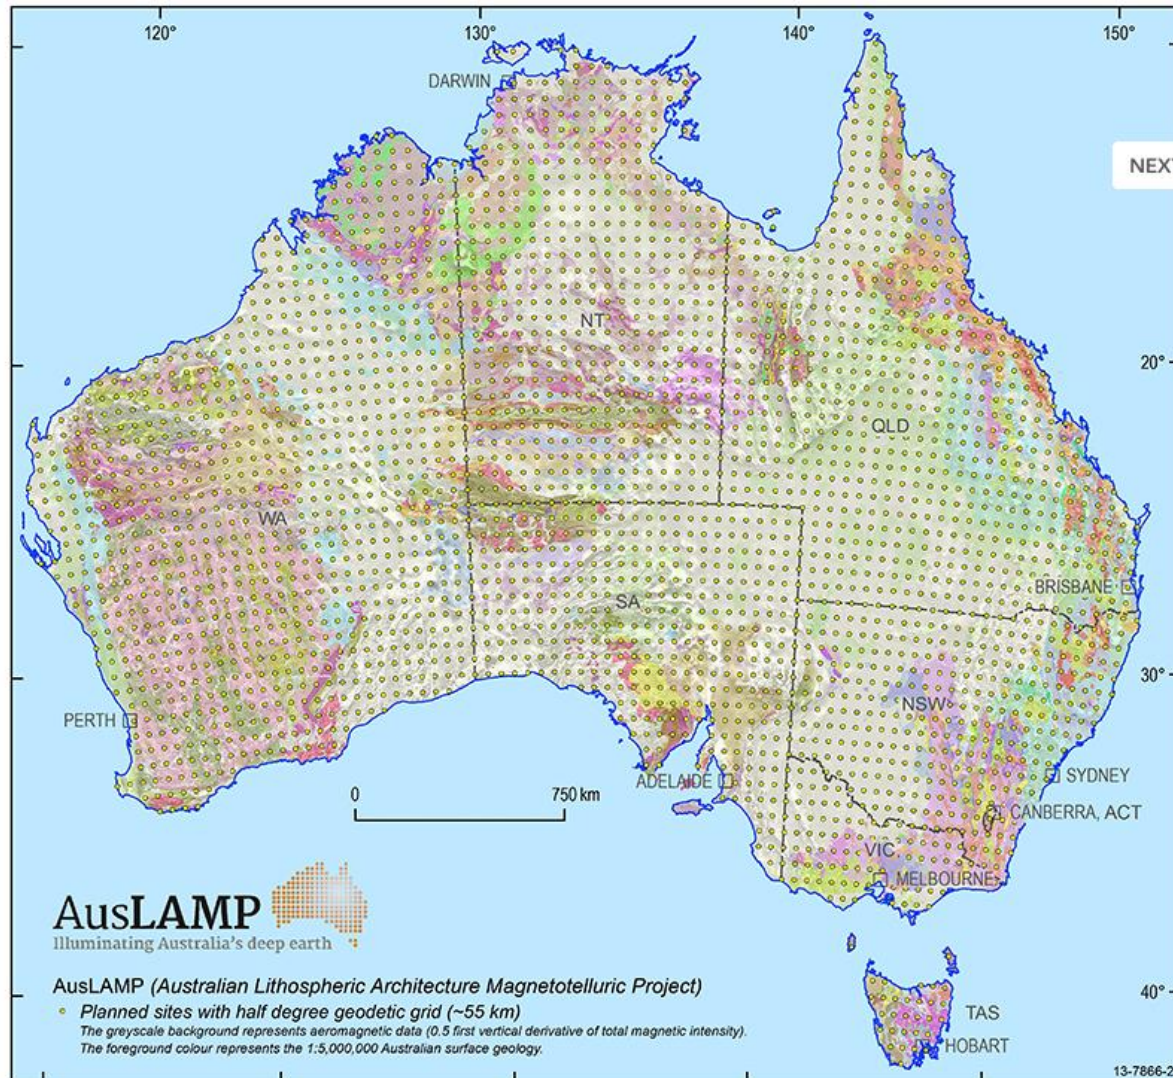 120°
130°
140°
150°
DARWIN
NEXT
NT
20°
QLD
WA
BRISBANE
SA
30°
NSW
PERTH
ADELAIDE
SYDNEY
0 750 km
CANBERRA, ACT
VIC
MELBOURNE
AusLAMP
Illuminating Australia's deep earth
AusLAMP (Australian Lithospheric Architecture Magnetotelluric Project)
Planned sites with half degree geodetic grid (~55 km)
The greyscale background represents aeromagnetic data (0.5 first vertical derivative of total magnetic intensity).
The foreground colour represents the 1:5,000,000 Australian surface geology.
40°
TAS
HOBART
13-7866-2